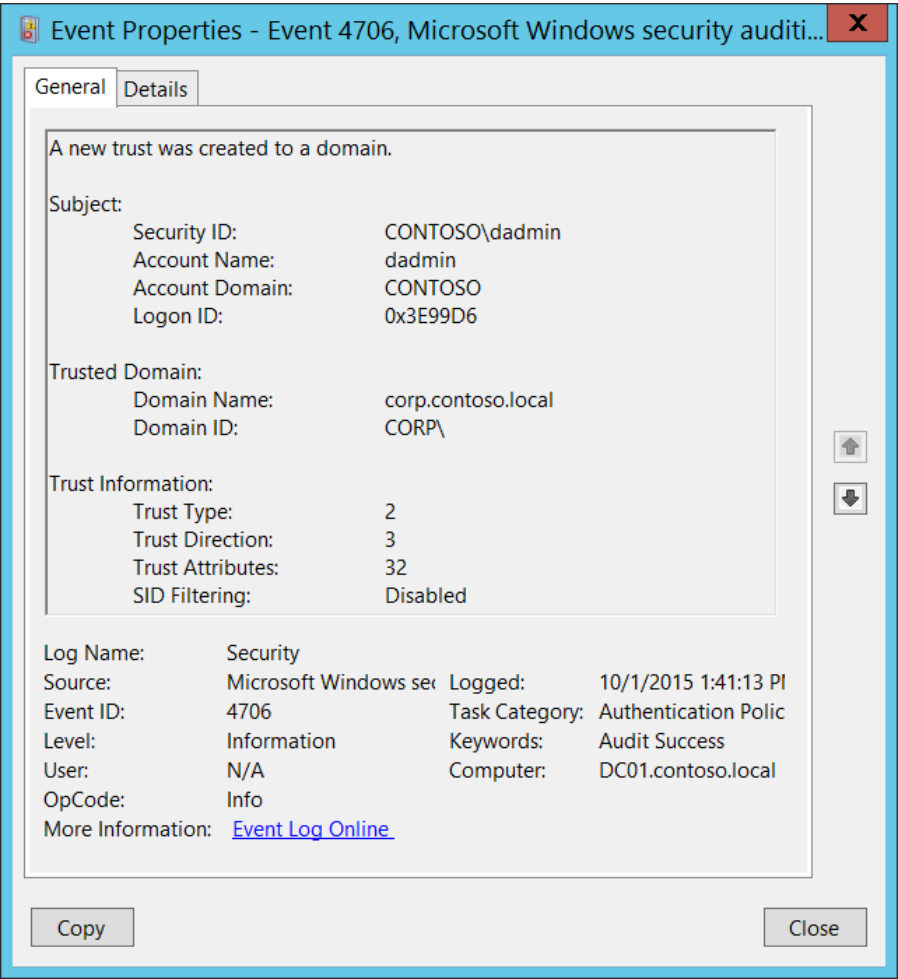 Event Properties - Event 4706, Microsoft Windows security auditi...
X
General Details
A new trust was created to a domain.
Subject:
Security ID: CONTOSO\dadmin
Account Name: dadmin
Account Domain: CONTOSO
Logon ID: 0x3E99D6
Trusted Domain:
Domain Name: corp.contoso.local
Domain ID: CORP\
Trust Information:
Trust Type: 2
Trust Direction: 3
Trust Attributes: 32
SID Filtering: Disabled
Log Name: Security
Source: Microsoft Windows sec Logged: 10/1/2015 1:41:13 PM
Event ID: 4706 Task Category: Authentication Polic
Level: Information Keywords: Audit Success
User: N/A Computer: DC01.contoso.local
OpCode: Info
More Information: Event Log Online
Copy Close